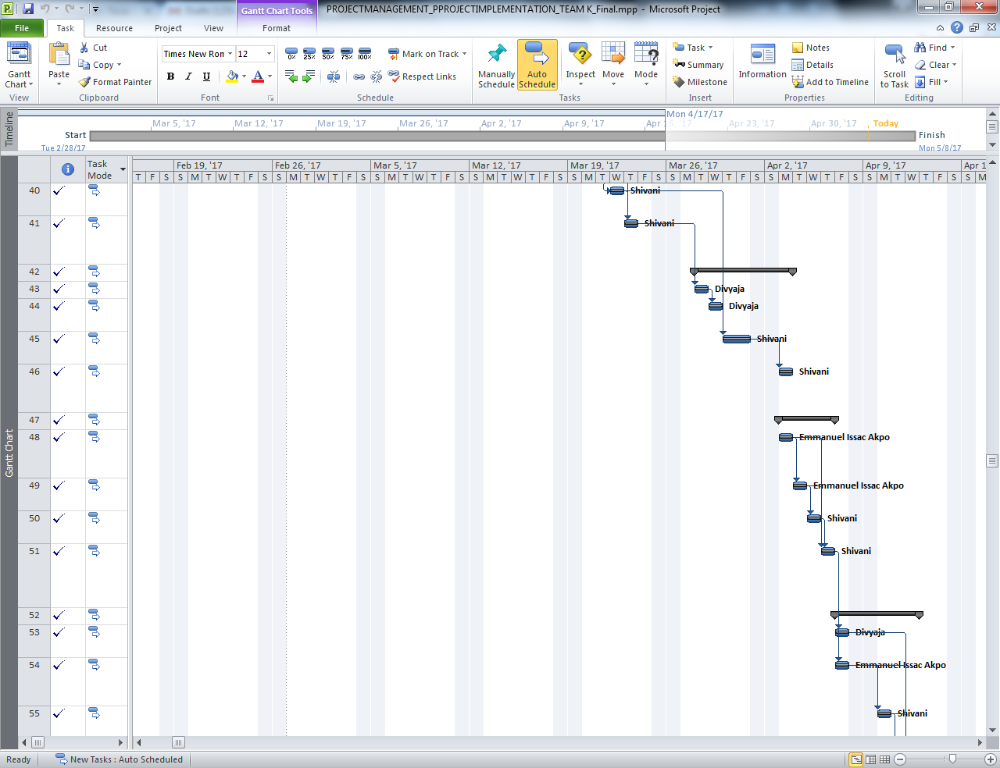 Gantt Chart Tools
PROJECTMANAGEMENT_PPROJECTIMPLEMENTATION_TEAM K_Final.mpp - Microsoft Project
File Task Resource Project View Format
Gantt Chart
View
Paste
Cut
Copy
Format Painter
Clipboard
Times New Ron 12
B I U A
Font
0% 25% 50% 75% 100%
Mark on Track
Respect Links
Schedule
Manually Schedule
Auto Schedule
Inspect
Move
Mode
Tasks
Task
Summary
Milestone
Insert
Information
Notes
Details
Add to Timeline
Properties
Scroll to Task
Find
Clear
Fill
Editing
Timeline
Mon 4/17/17
Mar 5, '17 Mar 12, '17 Mar 19, '17 Mar 26, '17 Apr 2, '17 Apr 9, '17 Apr 16, '17 Apr 23, '17 Apr 30, '17 Today
Start
Tue 2/28/17
Finish
Mon 5/8/17
Gantt Chart
Task Mode
Feb 19, '17 Feb 26, '17 Mar 5, '17 Mar 12, '17 Mar 19, '17 Mar 26, '17 Apr 2, '17 Apr 9, '17 Apr 1
T F S S M T W T F S S M T W T F S S M T W T F S S M T W T F S S M T W T F S S M T W T F S S M T W T F S S M T W T F S S M
40 Shivani
41 Shivani
42
43 Divyaja
44 Divyaja
45 Shivani
46 Shivani
47
48 Emmanuel Issac Akpo
49 Emmanuel Issac Akpo
50 Shivani
51 Shivani
52
53 Divyaja
54 Emmanuel Issac Akpo
55 Shivani
Ready New Tasks : Auto Scheduled